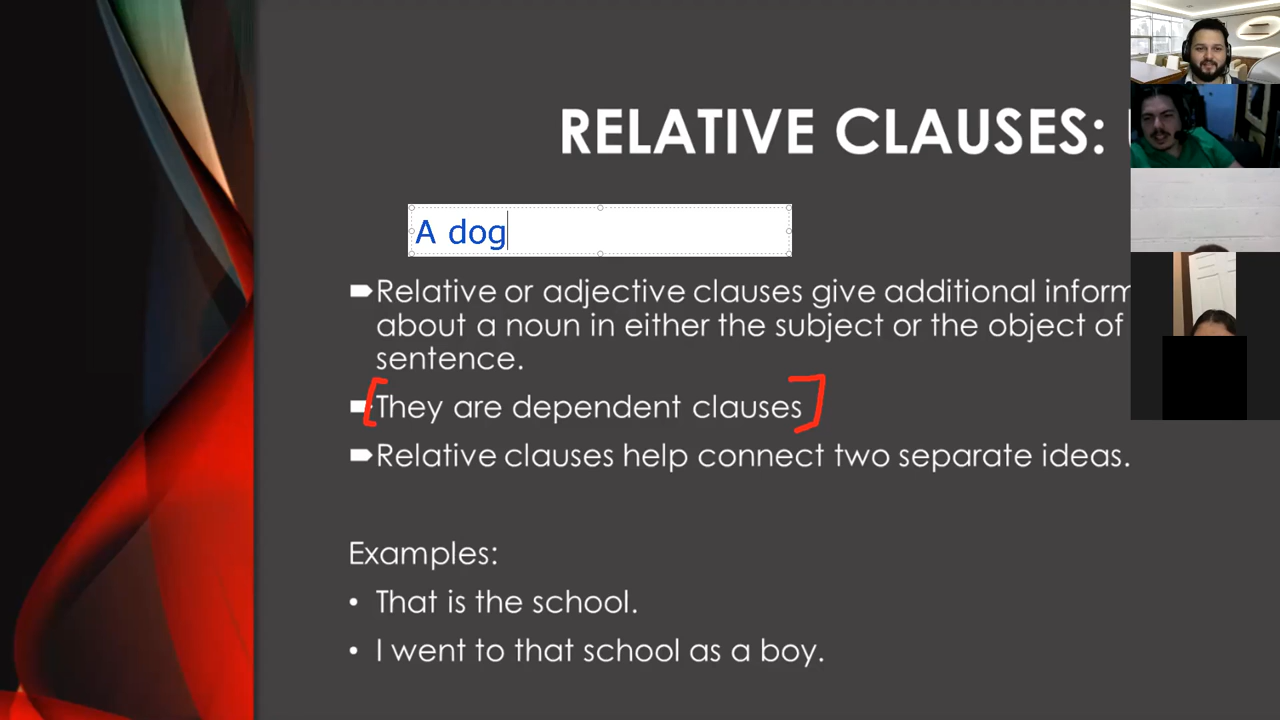 RELATIVE CLAUSES:
A dog
Relative or adjective clauses give additional
about a noun in either the subject or the object of
sentence.
They are dependent clauses
Relative clauses help connect two separate ideas.
Examples:
• That is the school.
• I went to that school as a boy.